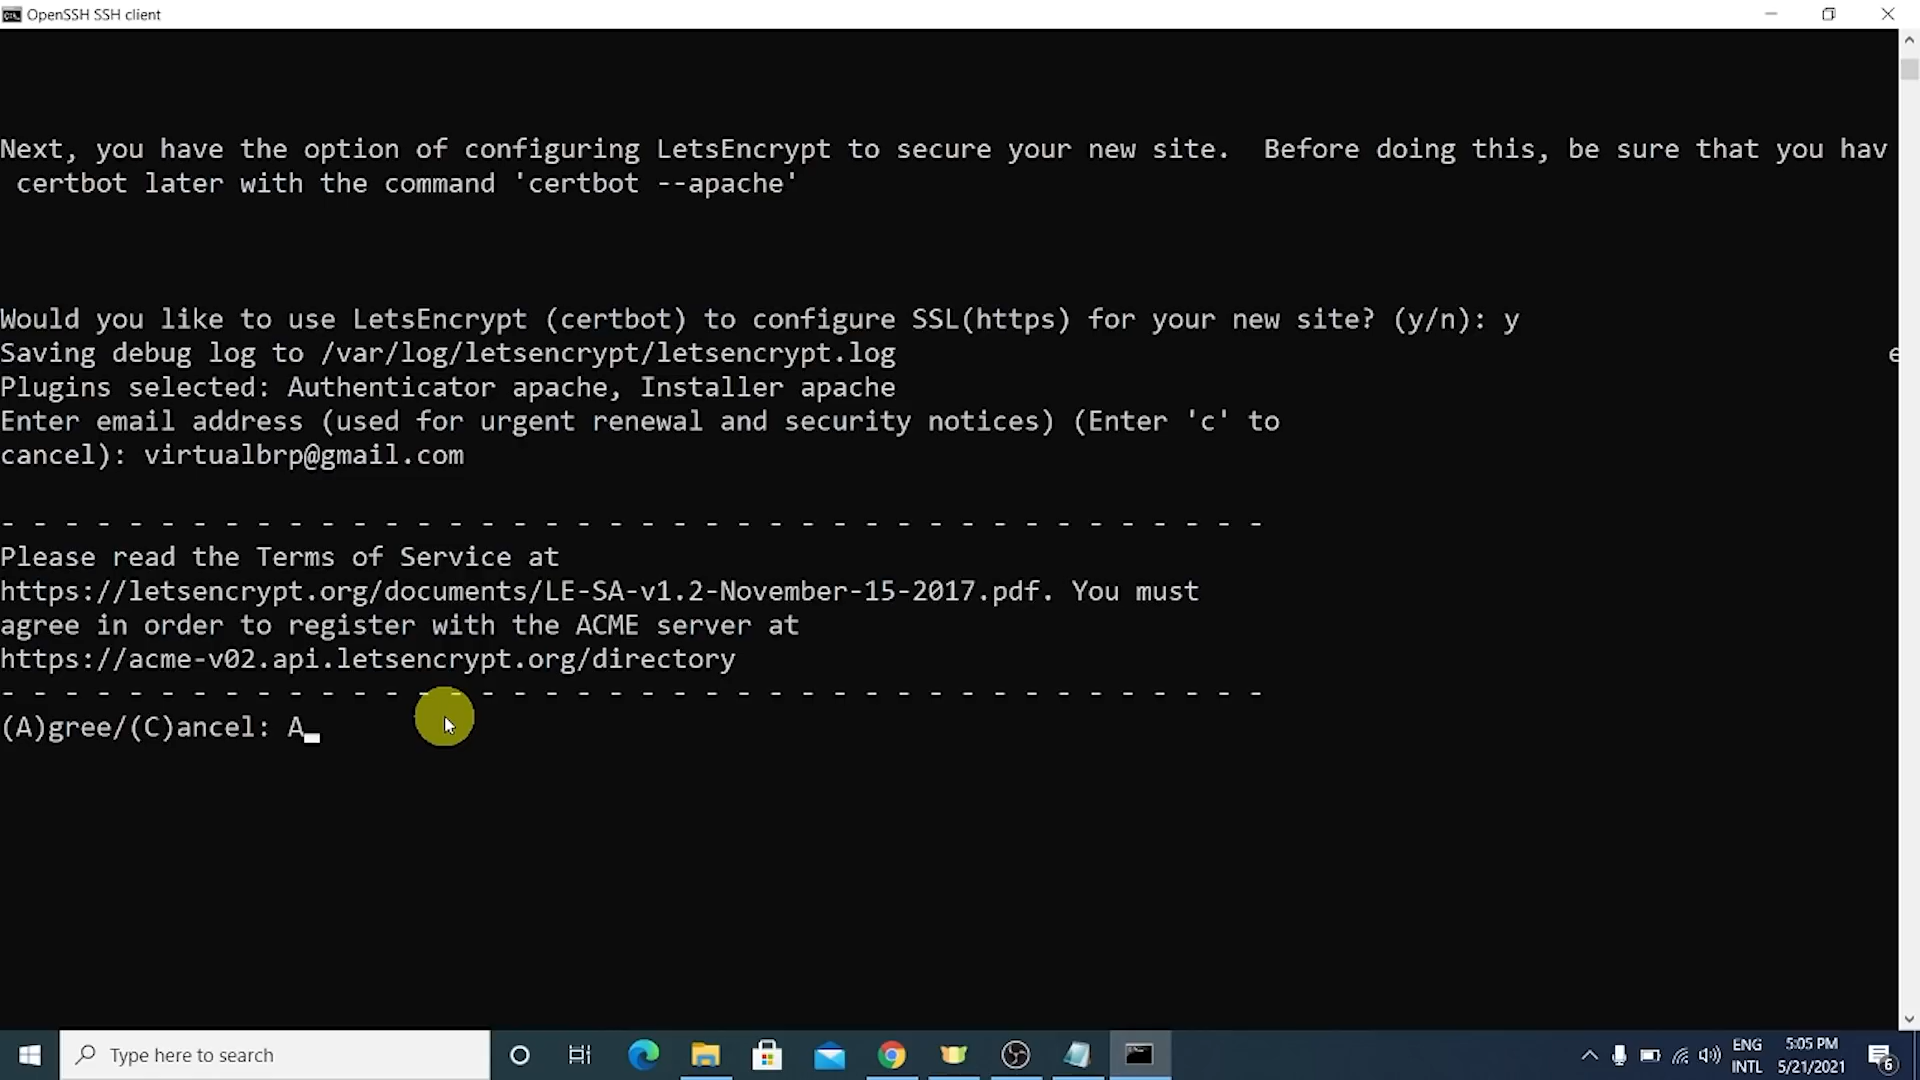 OpenSSH SSH client
Next, you have the option of configuring LetsEncrypt to secure your new site.  Before doing this, be sure that you hav
certbot later with the command 'certbot --apache'
Would you like to use LetsEncrypt (certbot) to configure SSL(https) for your new site? (y/n): y
Saving debug log to /var/log/letsencrypt/letsencrypt.log e
Plugins selected: Authenticator apache, Installer apache
Enter email address (used for urgent renewal and security notices) (Enter 'c' to
cancel): virtualbrp@gmail.com
- - - - - - - - - - - - - - - - - - - - - - - - - - - - - - - - - - - - - - - -
Please read the Terms of Service at
https://letsencrypt.org/documents/LE-SA-v1.2-November-15-2017.pdf. You must
agree in order to register with the ACME server at
https://acme-v02.api.letsencrypt.org/directory
- - - - - - - - - - - - - - - - - - - - - - - - - - - - - - - - - - - - - - - -
(A)gree/(C)ancel: A
Type here to search
ENG
INTL
5:05 PM
5/21/2021
6